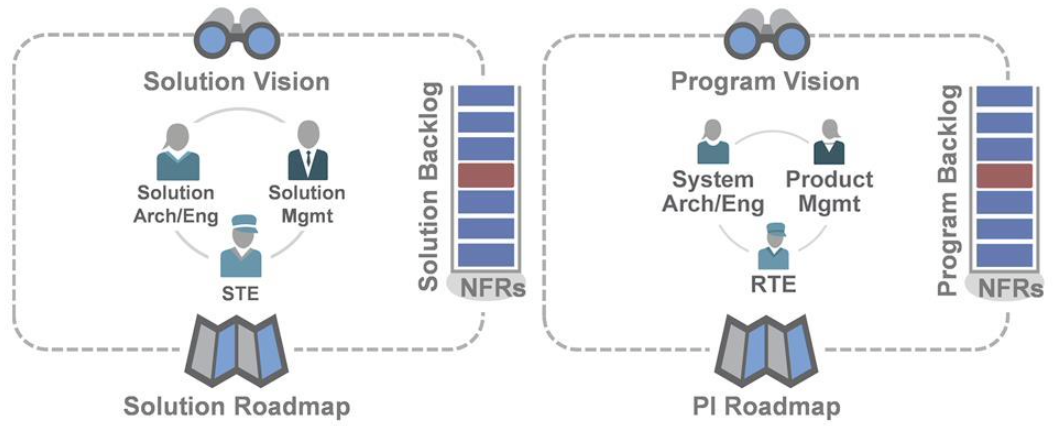 Solution Vision
Solution
Arch/Eng
Solution
Mgmt
STE
Solution Backlog
NFRs
Solution Roadmap
Program Vision
System
Arch/Eng
Product
Mgmt
RTE
Program Backlog
NFRs
PI Roadmap